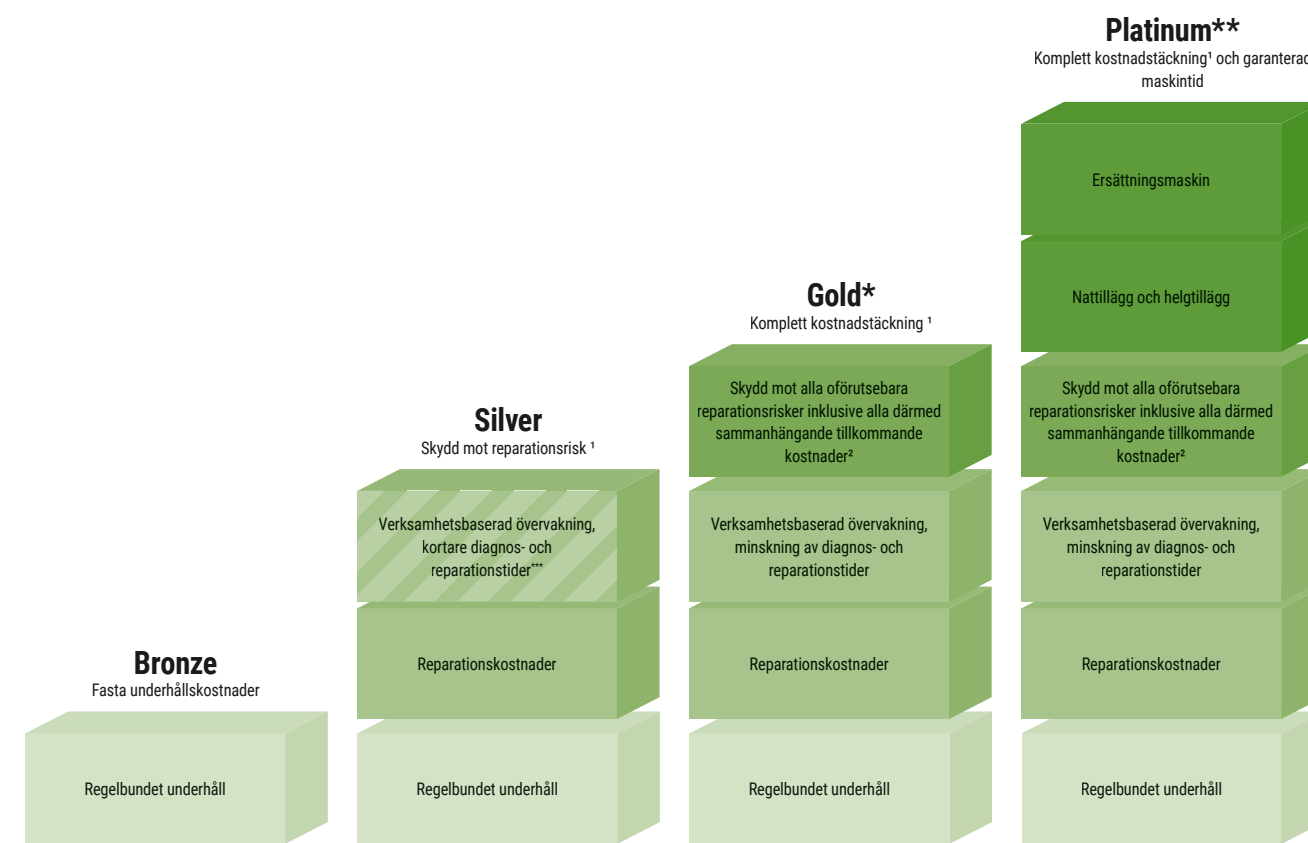 Platinum**
Komplett kostnadstäckning¹ och garanterad
maskintid
Ersättningsmaskin
Nattillägg och helgtillägg
Skydd mot alla oförutsebara
reparationsrisker inklusive alla därmed
sammanhängande tillkommande
kostnader²
Verksamhetsbaserad övervakning,
minskning av diagnos- och
reparationstider
Reparationskostnader
Regelbundet underhåll
Gold*
Komplett kostnadstäckning ¹
Skydd mot alla oförutsebara
reparationsrisker inklusive alla därmed
sammanhängande tillkommande
kostnader²
Verksamhetsbaserad övervakning,
minskning av diagnos- och
reparationstider
Reparationskostnader
Regelbundet underhåll
Silver
Skydd mot reparationsrisk ¹
Verksamhetsbaserad övervakning,
kortare diagnos- och
reparationstider***
Reparationskostnader
Regelbundet underhåll
Bronze
Fasta underhållskostnader
Regelbundet underhåll